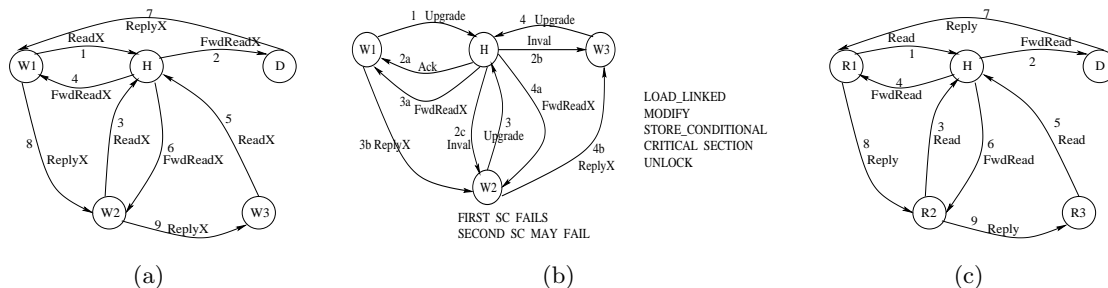 7
ReplyX
ReadX
1
FwdReadX
2
W1
H
D
4
FwdReadX
3
ReadX
5
ReadX
6
FwdReadX
8
ReplyX
W2
W3
9 ReplyX
(a)
1 Upgrade
4 Upgrade
W1
H
W3
Inval
2b
2a
Ack
3a
FwdReadX
4a
FwdReadX
2c
Inval
3
Upgrade
3b ReplyX
4b
ReplyX
W2
FIRST SC FAILS
SECOND SC MAY FAIL
(b)
LOAD_LINKED
MODIFY
STORE_CONDITIONAL
CRITICAL SECTION
UNLOCK
7
Reply
Read
1
FwdRead
2
R1
H
D
4
FwdRead
3
Read
5
Read
6
FwdRead
8
Reply
R2
R3
9
Reply
(c)